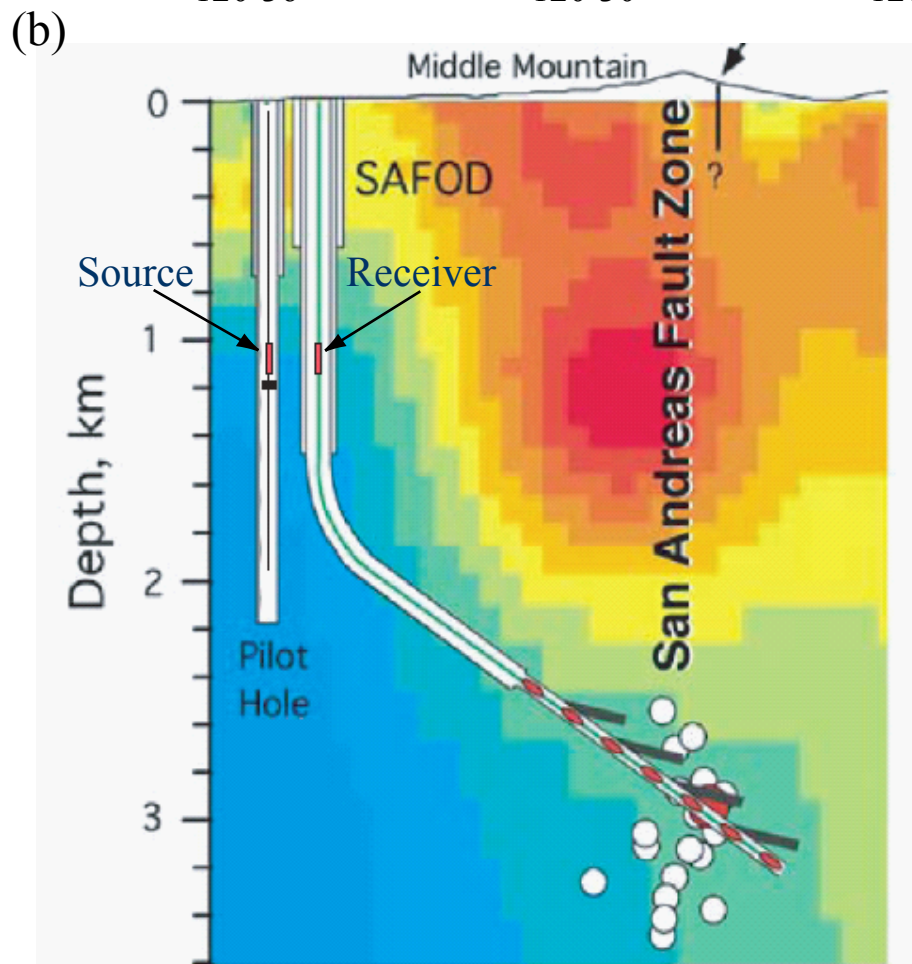 (b)
Middle Mountain
0
SAFOD
?
San Andreas Fault Zone
Source
Receiver
1
Depth, km
2
Pilot
Hole
3